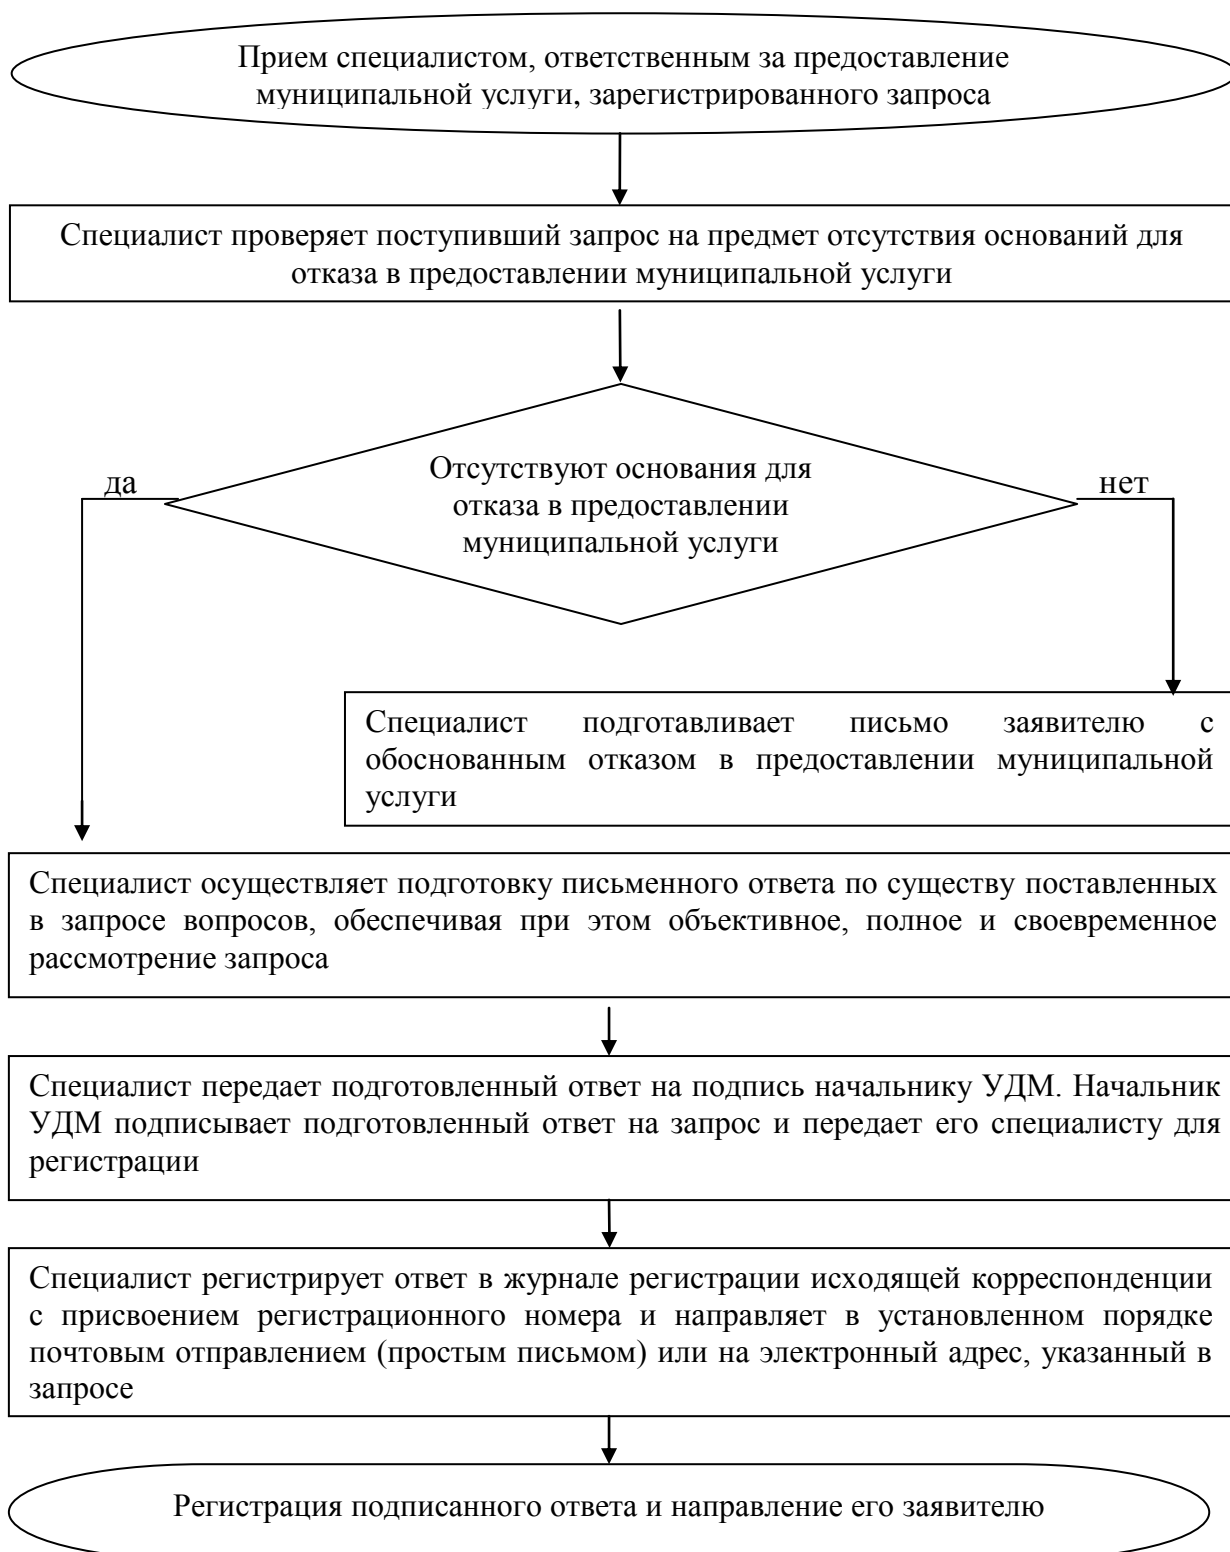 Прием специалистом, ответственным за предоставление
муниципальной услуги, зарегистрированного запроса
Специалист проверяет поступивший запрос на предмет отсутствия оснований для
отказа в предоставлении муниципальной услуги
Отсутствуют основания для
отказа в предоставлении
муниципальной услуги
да
нет
Специалист подготавливает письмо заявителю с
обоснованным отказом в предоставлении муниципальной
услуги
Специалист осуществляет подготовку письменного ответа по существу поставленных
в запросе вопросов, обеспечивая при этом объективное, полное и своевременное
рассмотрение запроса
Специалист передает подготовленный ответ на подпись начальнику УДМ. Начальник
УДМ подписывает подготовленный ответ на запрос и передает его специалисту для
регистрации
Специалист регистрирует ответ в журнале регистрации исходящей корреспонденции
с присвоением регистрационного номера и направляет в установленном порядке
почтовым отправлением (простым письмом) или на электронный адрес, указанный в
запросе
Регистрация подписанного ответа и направление его заявителю